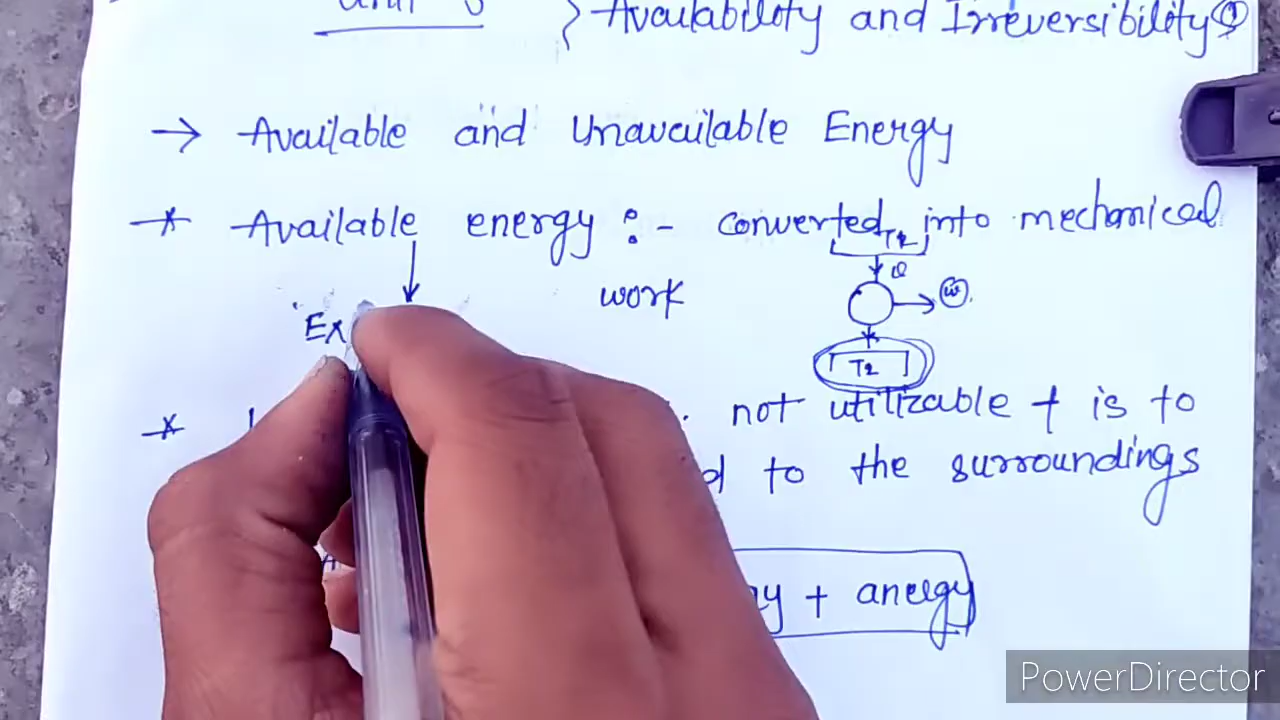 Availability and Irreversibility
→ Available and Unavailable Energy
* Available energy :- converted into mechanical
work
T2
Q
W
Ex
T2
* not utilizable + is to
to the surroundings
+ anergy
PowerDirector